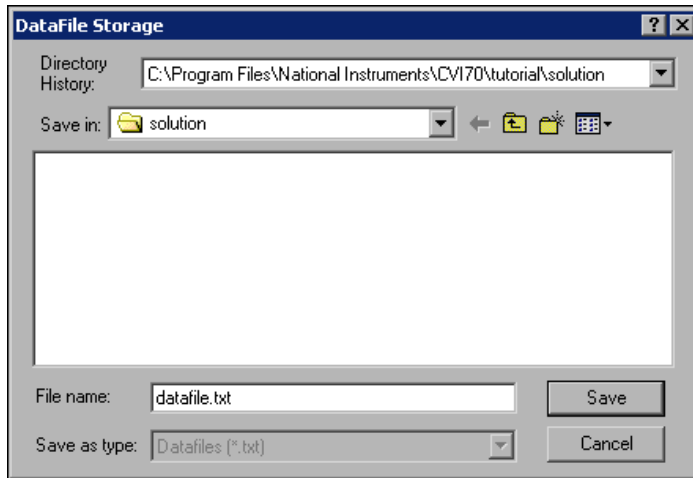 DataFile Storage
Directory
History:
C:\Program Files\National Instruments\CVI70\tutorial\solution
Save in:
solution
File name:
datafile.txt
Save
Save as type:
Datafiles (*.txt)
Cancel